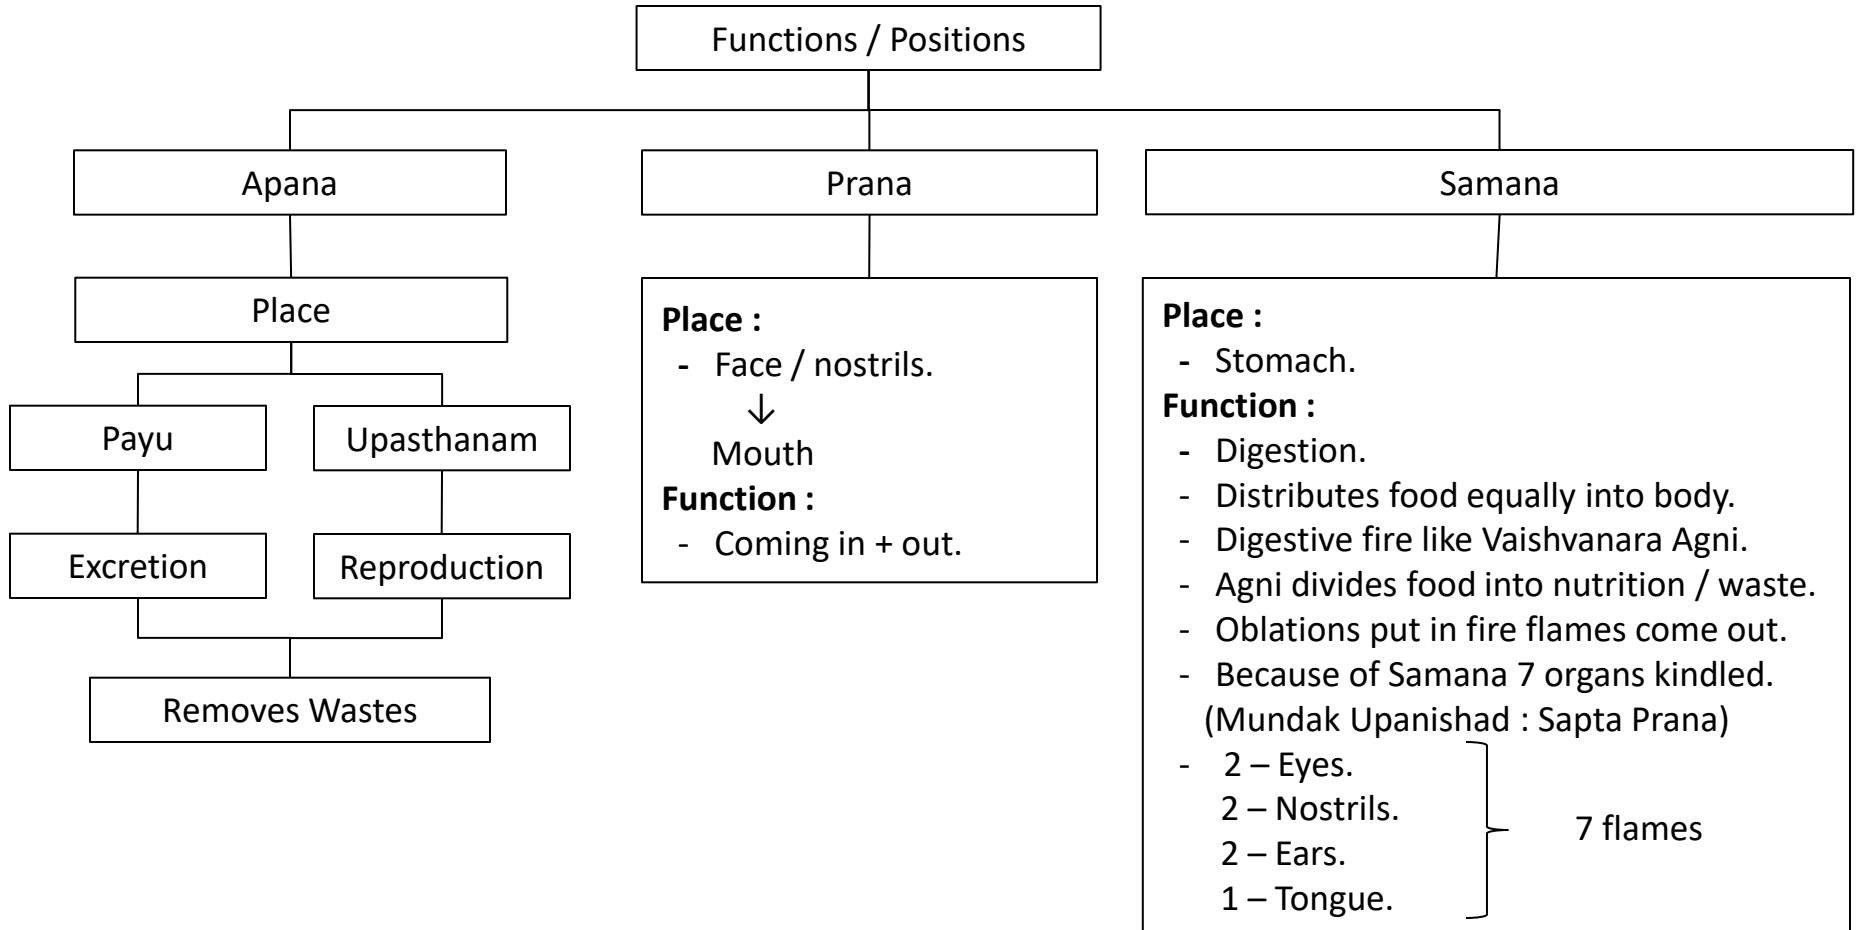 Functions / Positions
Apana
Prana
Samana
Place
Payu
Upasthanam
Excretion
Reproduction
Removes Wastes
Place :
- Face / nostrils.
↓
Mouth
Function :
- Coming in + out.
Place :
- Stomach.
Function :
- Digestion.
- Distributes food equally into body.
- Digestive fire like Vaishvanara Agni.
- Agni divides food into nutrition / waste.
- Oblations put in fire flames come out.
- Because of Samana 7 organs kindled.
(Mundak Upanishad : Sapta Prana)
- 2 – Eyes.
2 – Nostrils.
2 – Ears.
1 – Tongue.
7 flames